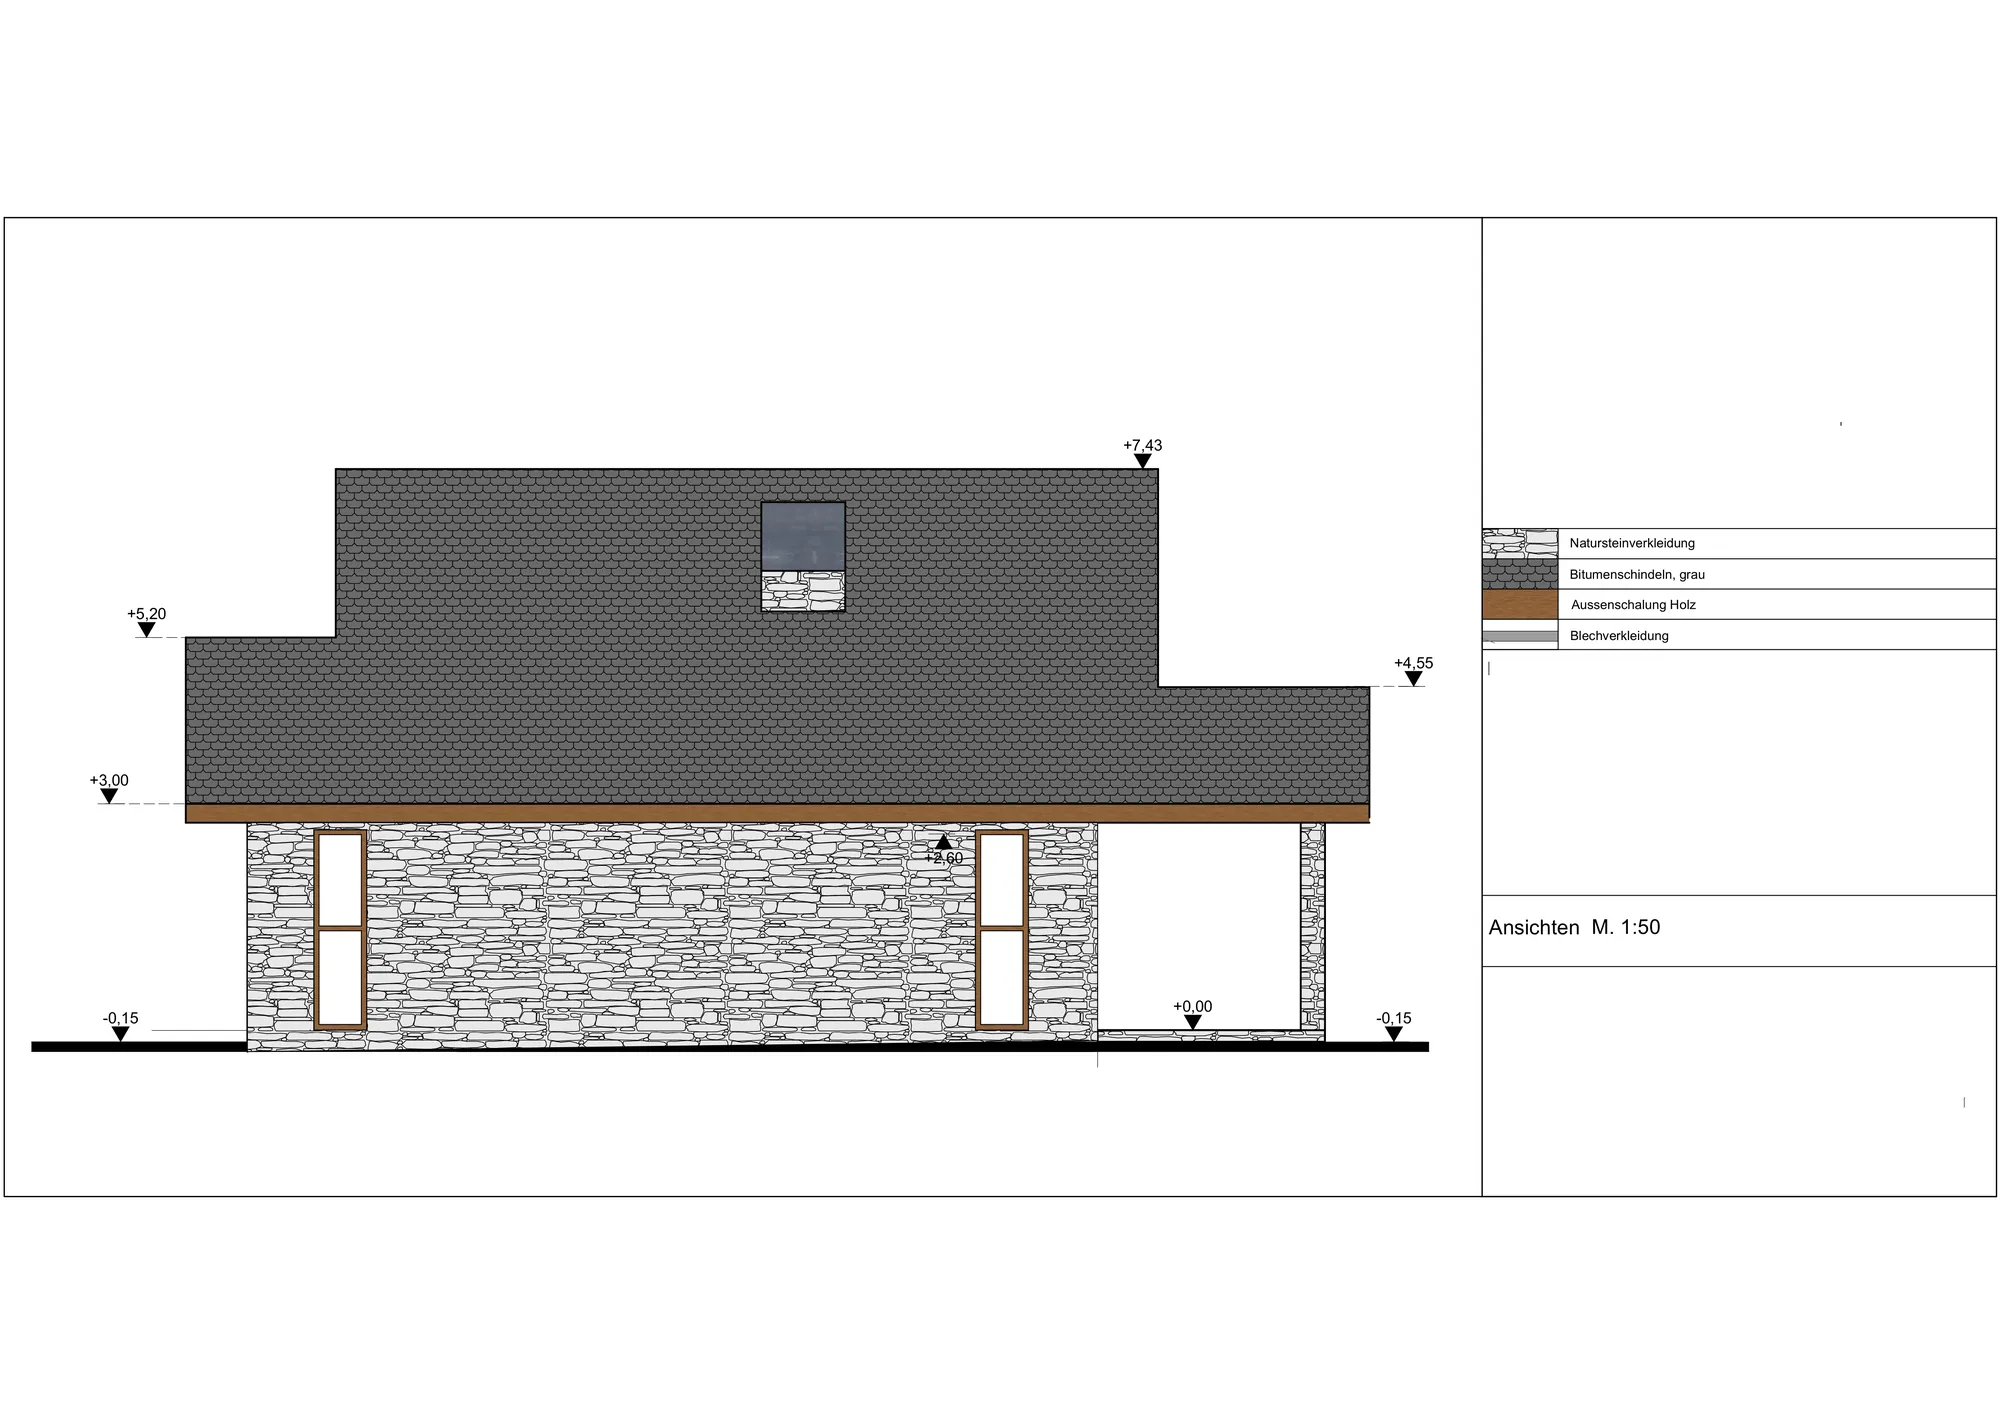 +7,43
+5,20
+4,55
+3,00
+2,60
+0,00
-0,15
-0,15
Natursteinverkleidung
Bitumenschindeln, grau
Aussenschalung Holz
Blechverkleidung
Ansichten M. 1:50